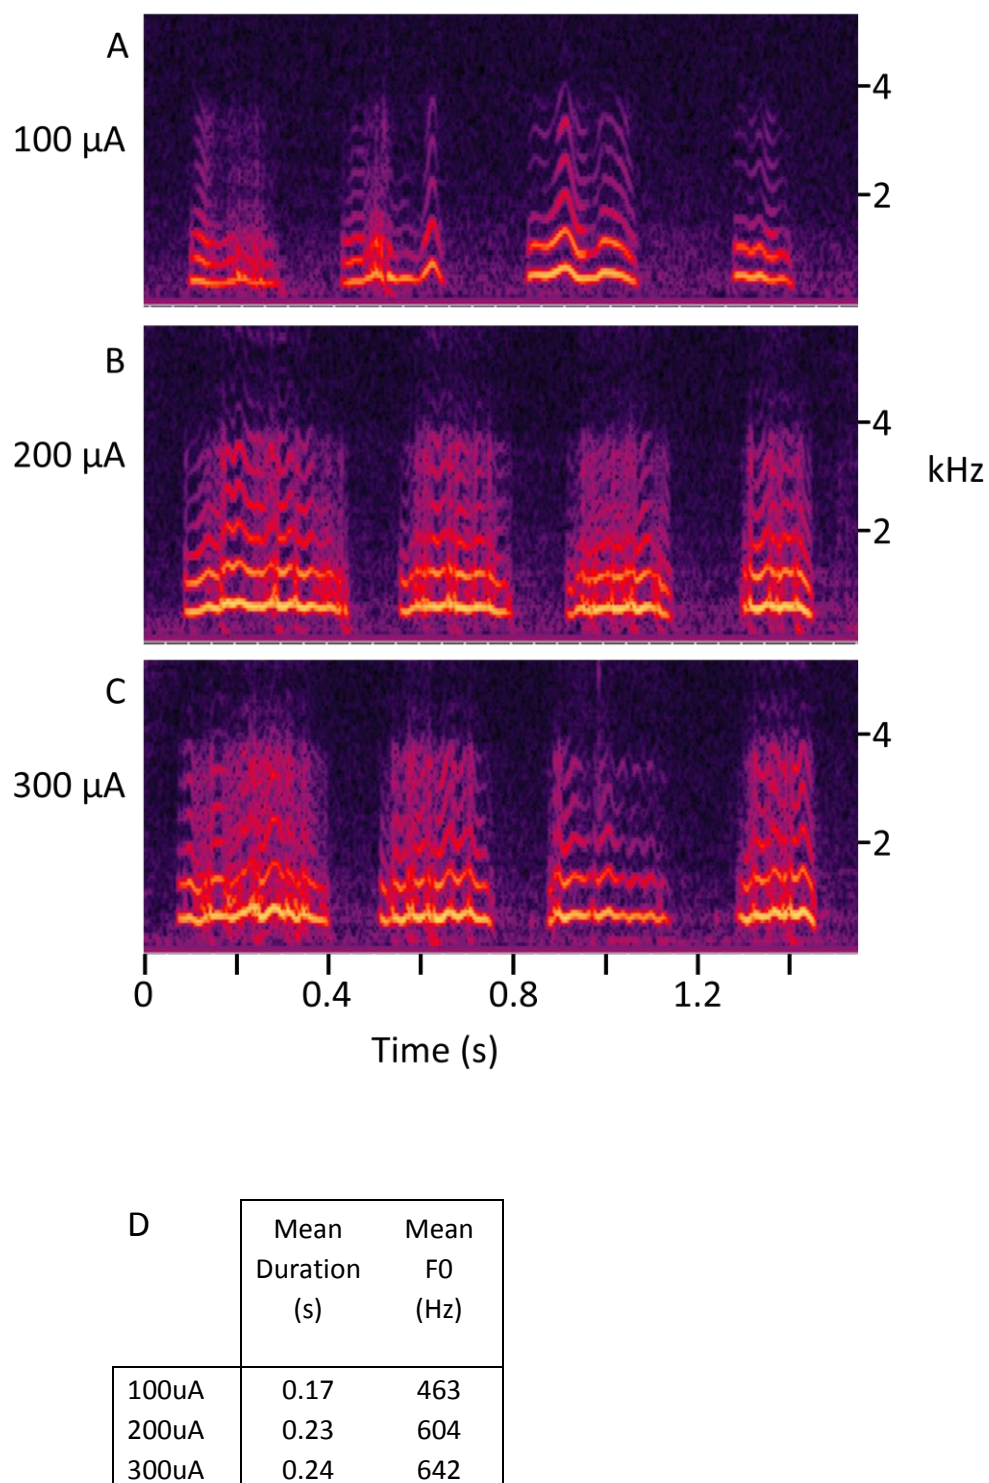 A
100 µA
4
2
B
200 µA
4
2
kHz
C
300 µA
4
2
0 0.4 0.8 1.2
Time (s)
D
Mean Mean
Duration F0
(s) (Hz)
100uA 0.17 463
200uA 0.23 604
300uA 0.24 642